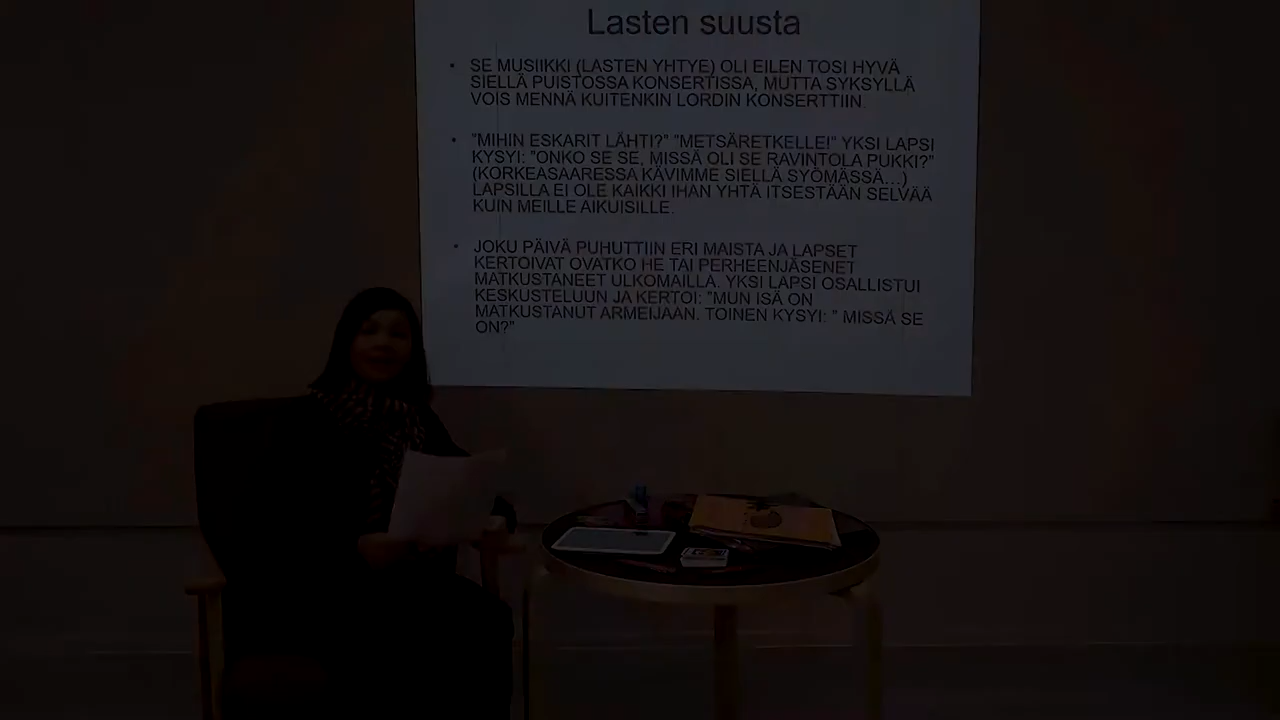 Lasten suusta
• SE MUSIIKKI (LASTEN YHTYE) OLI EILEN TOSI HYVÄ
SIELLÄ PUISTOSSA KONSERTISSA, MUTTA SYKSYLLÄ
VOIS MENNÄ KUITENKIN LORDIN KONSERTTIIN.
• "MIHIN ESKARIT LÄHTI?" "METSÄRETKELLE!" YKSI LAPSI
KYSYI: "ONKO SE SE, MISSÄ OLI SE RAVINTOLA PUKKI?"
(KORKEASAARESSA KÄVIMME SIELLÄ SYÖMÄSSÄ…)
LAPSILLA EI OLE KAIKKI IHAN YHTÄ ITSESTÄÄN SELVÄÄ
KUIN MEILLE AIKUISILLE.
• JOKU PÄIVÄ PUHUTTIIN ERI MAISTA JA LAPSET
KERTOIVAT OVATKO HE TAI PERHEENJÄSENET
MATKUSTANEET ULKOMAILLA. YKSI LAPSI OSALLISTUI
KESKUSTELUUN JA KERTOI: "MUN ISÄ ON
MATKUSTANUT ARMEIJAAN. TOINEN KYSYI: " MISSÄ SE
ON?"